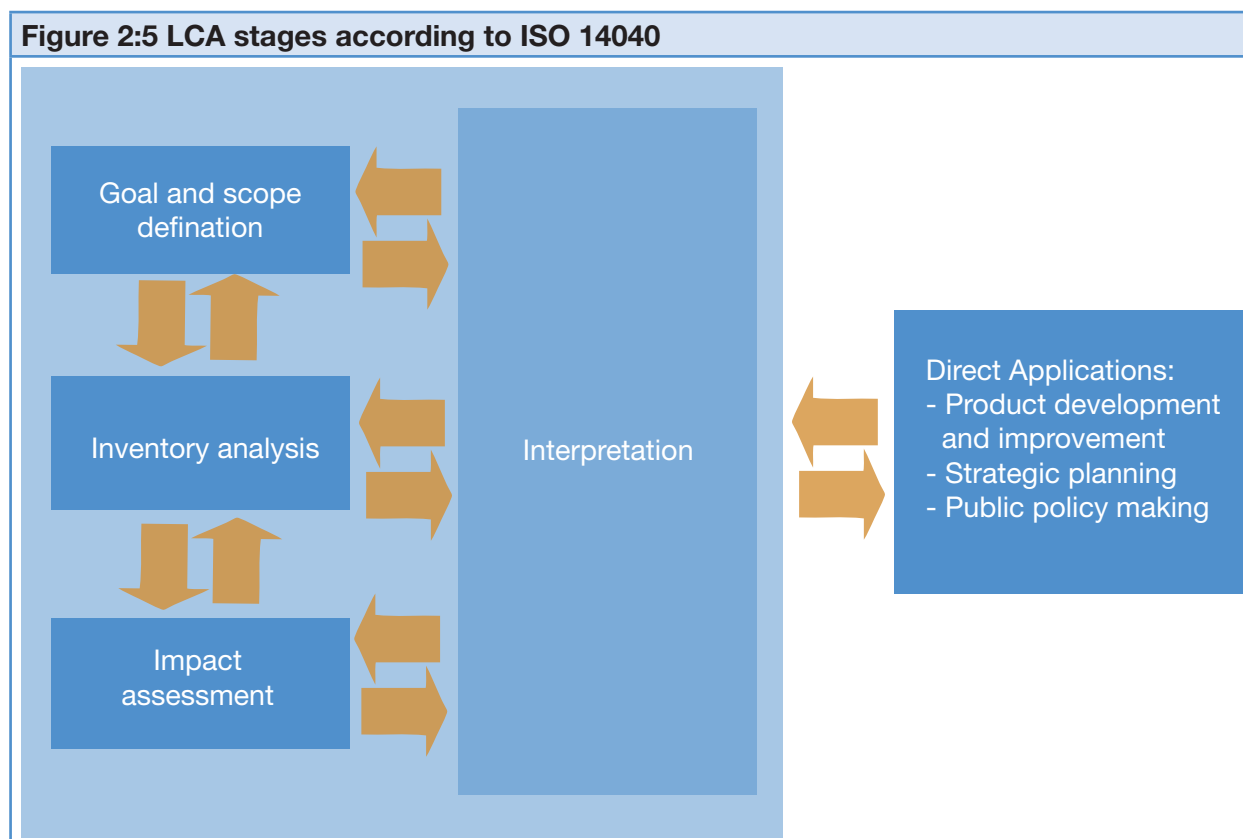 Figure 2:5 LCA stages according to ISO 14040
Goal and scope
defination
Inventory analysis
Impact
assessment
Interpretation
Direct Applications:
- Product development
and improvement
- Strategic planning
- Public policy making